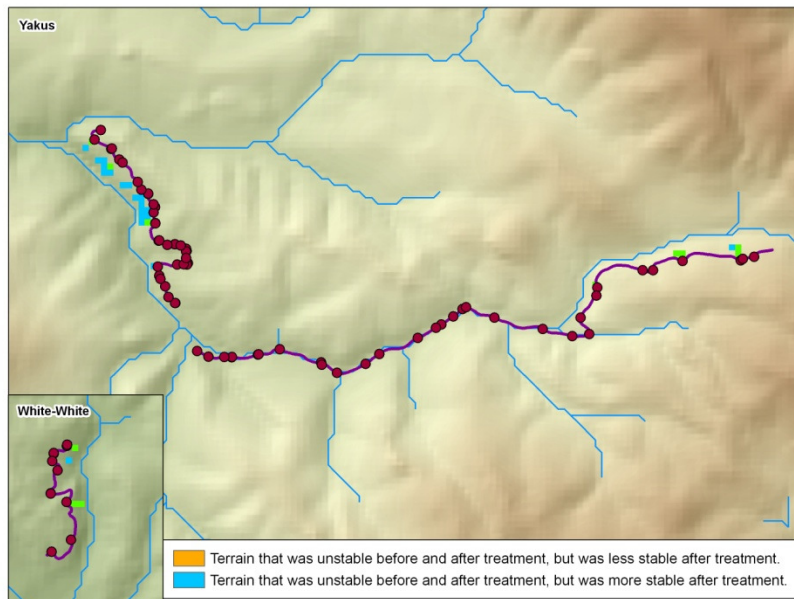 Yakus
White-White
Terrain that was unstable before and after treatment, but was less stable after treatment.
Terrain that was unstable before and after treatment, but was more stable after treatment.